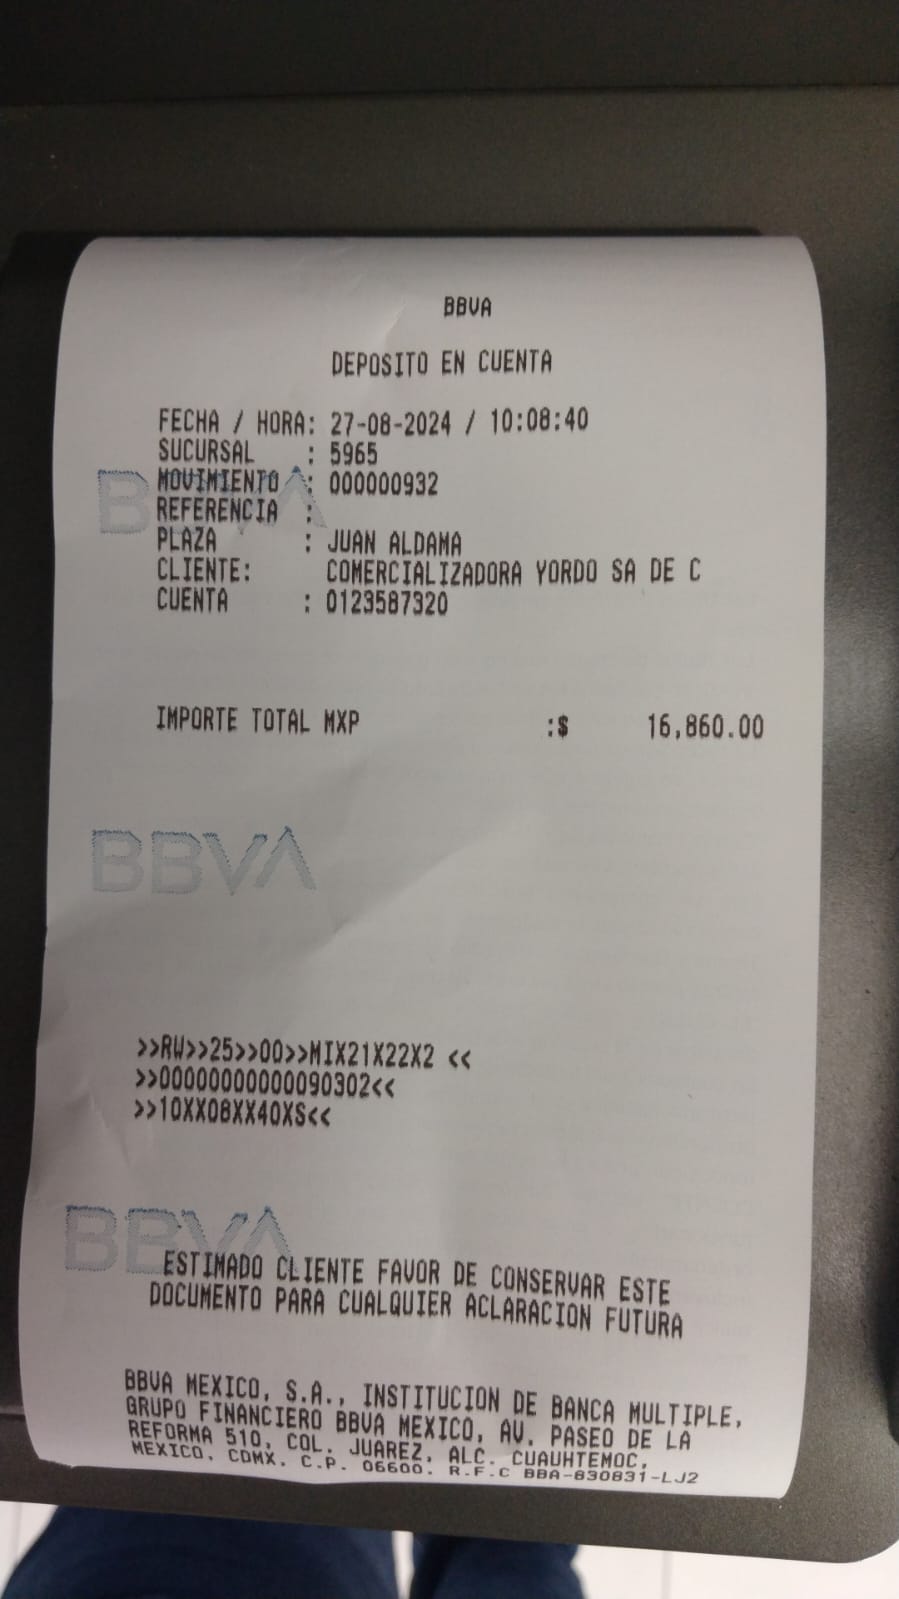 BBVA
DEPOSITO EN CUENTA
FECHA / HORA: 27-08-2024 / 10:08:40
SUCURSAL : 5965
MOVIMIENTO : 000000932
REFERENCIA :
PLAZA : JUAN ALDAMA
CLIENTE: COMERCIALIZADORA YORDO SA DE C
CUENTA : 0123587320
IMPORTE TOTAL MXP :$ 16,860.00
BBVA
>>RW>>25>>00>>MIX21X22X2 <<
>>00000000000090302<<
>>10XX08XX40XS<<
BBVA
ESTIMADO CLIENTE FAVOR DE CONSERVAR ESTE
DOCUMENTO PARA CUALQUIER ACLARACION FUTURA
BBVA MEXICO, S.A., INSTITUCION DE BANCA MULTIPLE,
GRUPO FINANCIERO BBVA MEXICO, AV. PASEO DE LA
REFORMA 510, COL. JUAREZ, ALC. CUAUHTEMOC,
MEXICO, CDMX. C.P. 06600. R.F.C BBA-830831-LJ2